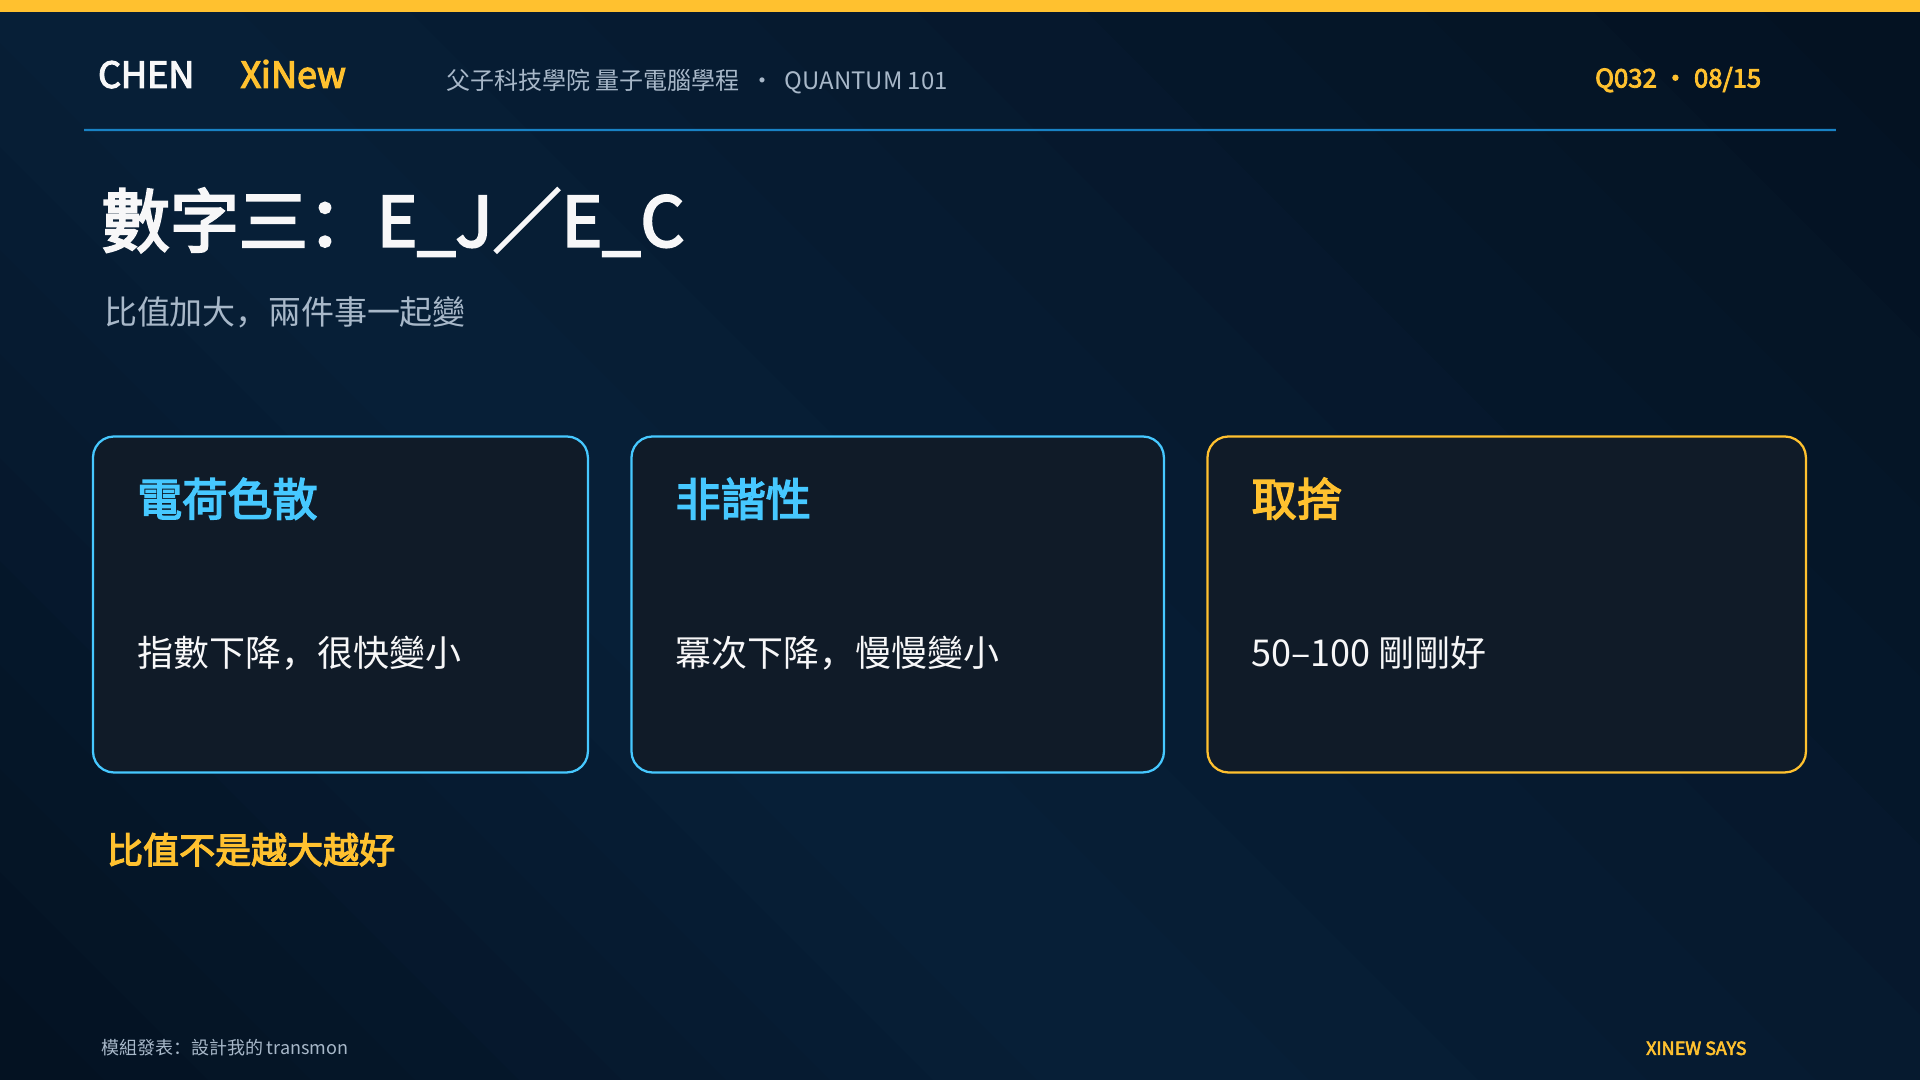 CHEN XiNew 父子科技學院 量子電腦學程 · QUANTUM 101 Q032 · 08/15
數字三：E_J／E_C
比值加大，兩件事一起變
電荷色散
指數下降，很快變小
非諧性
冪次下降，慢慢變小
取捨
50–100 剛剛好
比值不是越大越好
模組發表：設計我的 transmon
XINEW SAYS